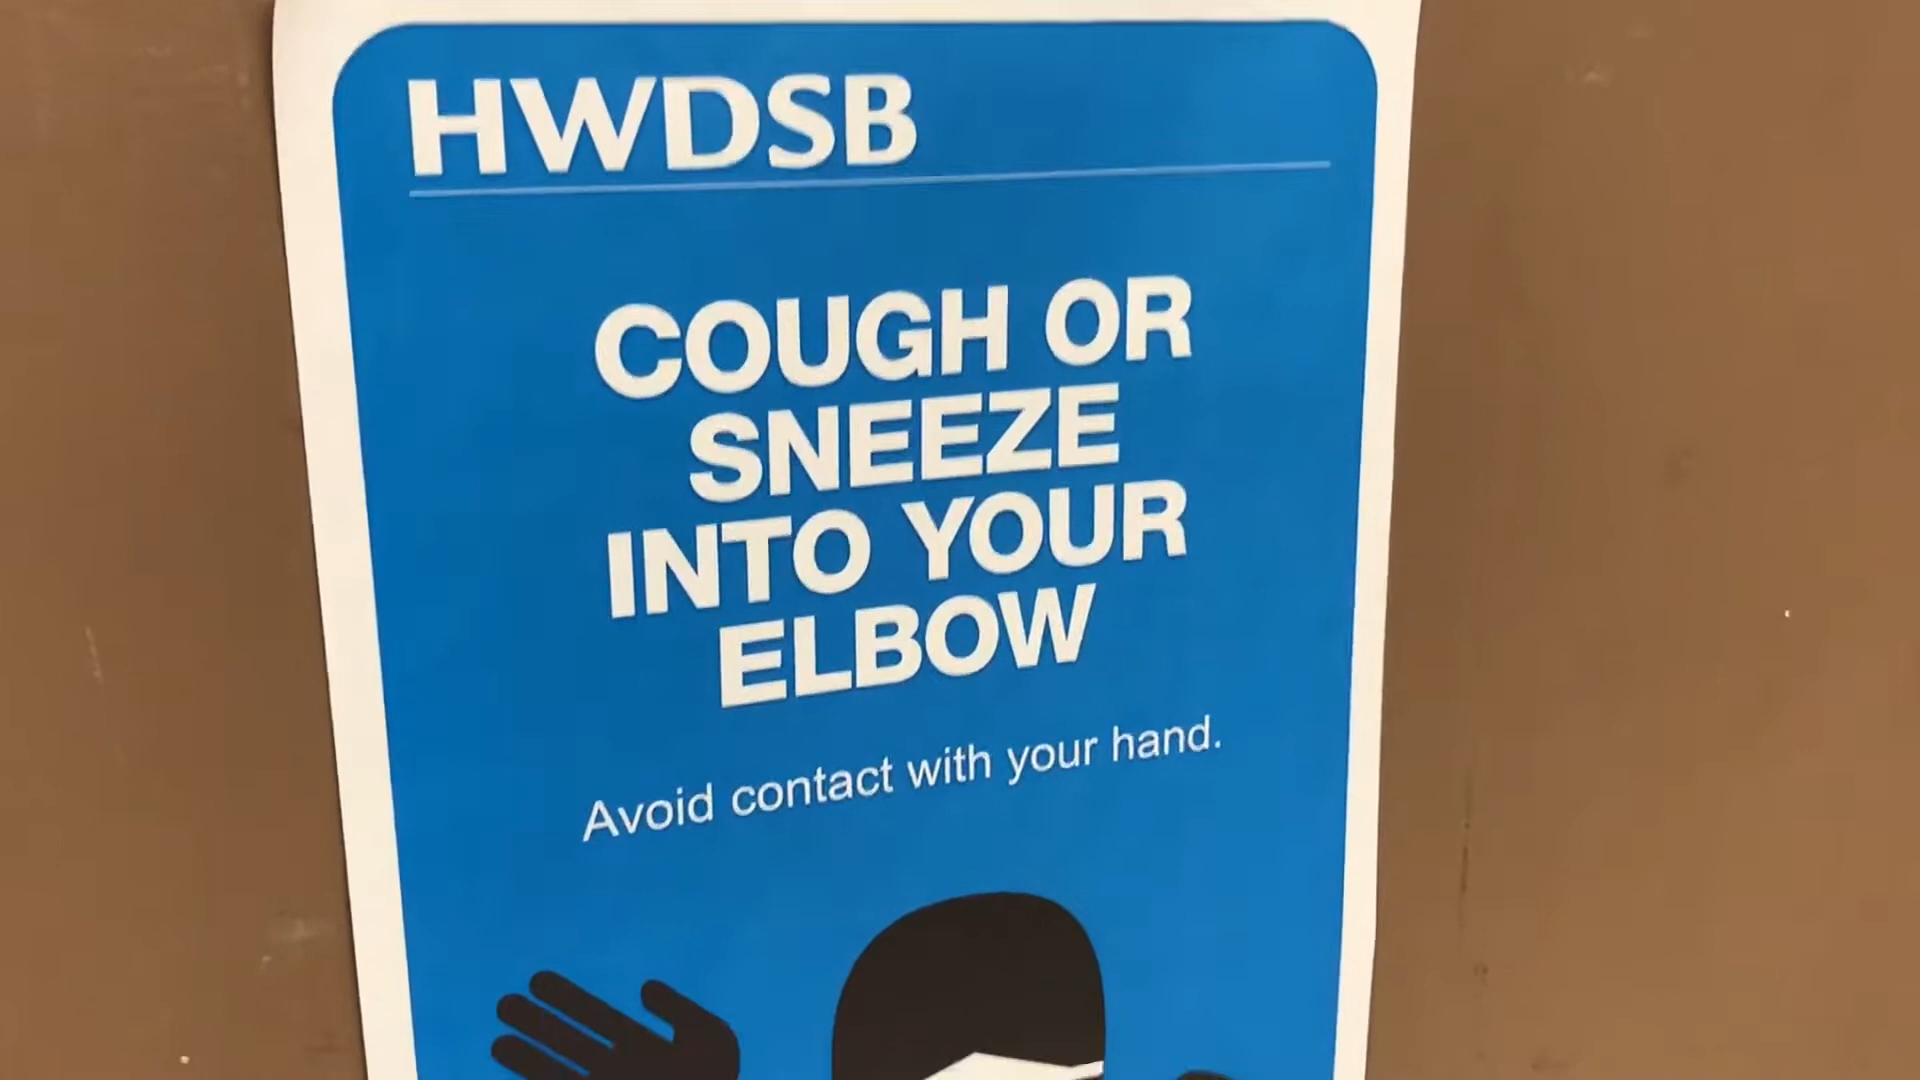 HWDSB
COUGH OR
SNEEZE
INTO YOUR
ELBOW
Avoid contact with your hand.